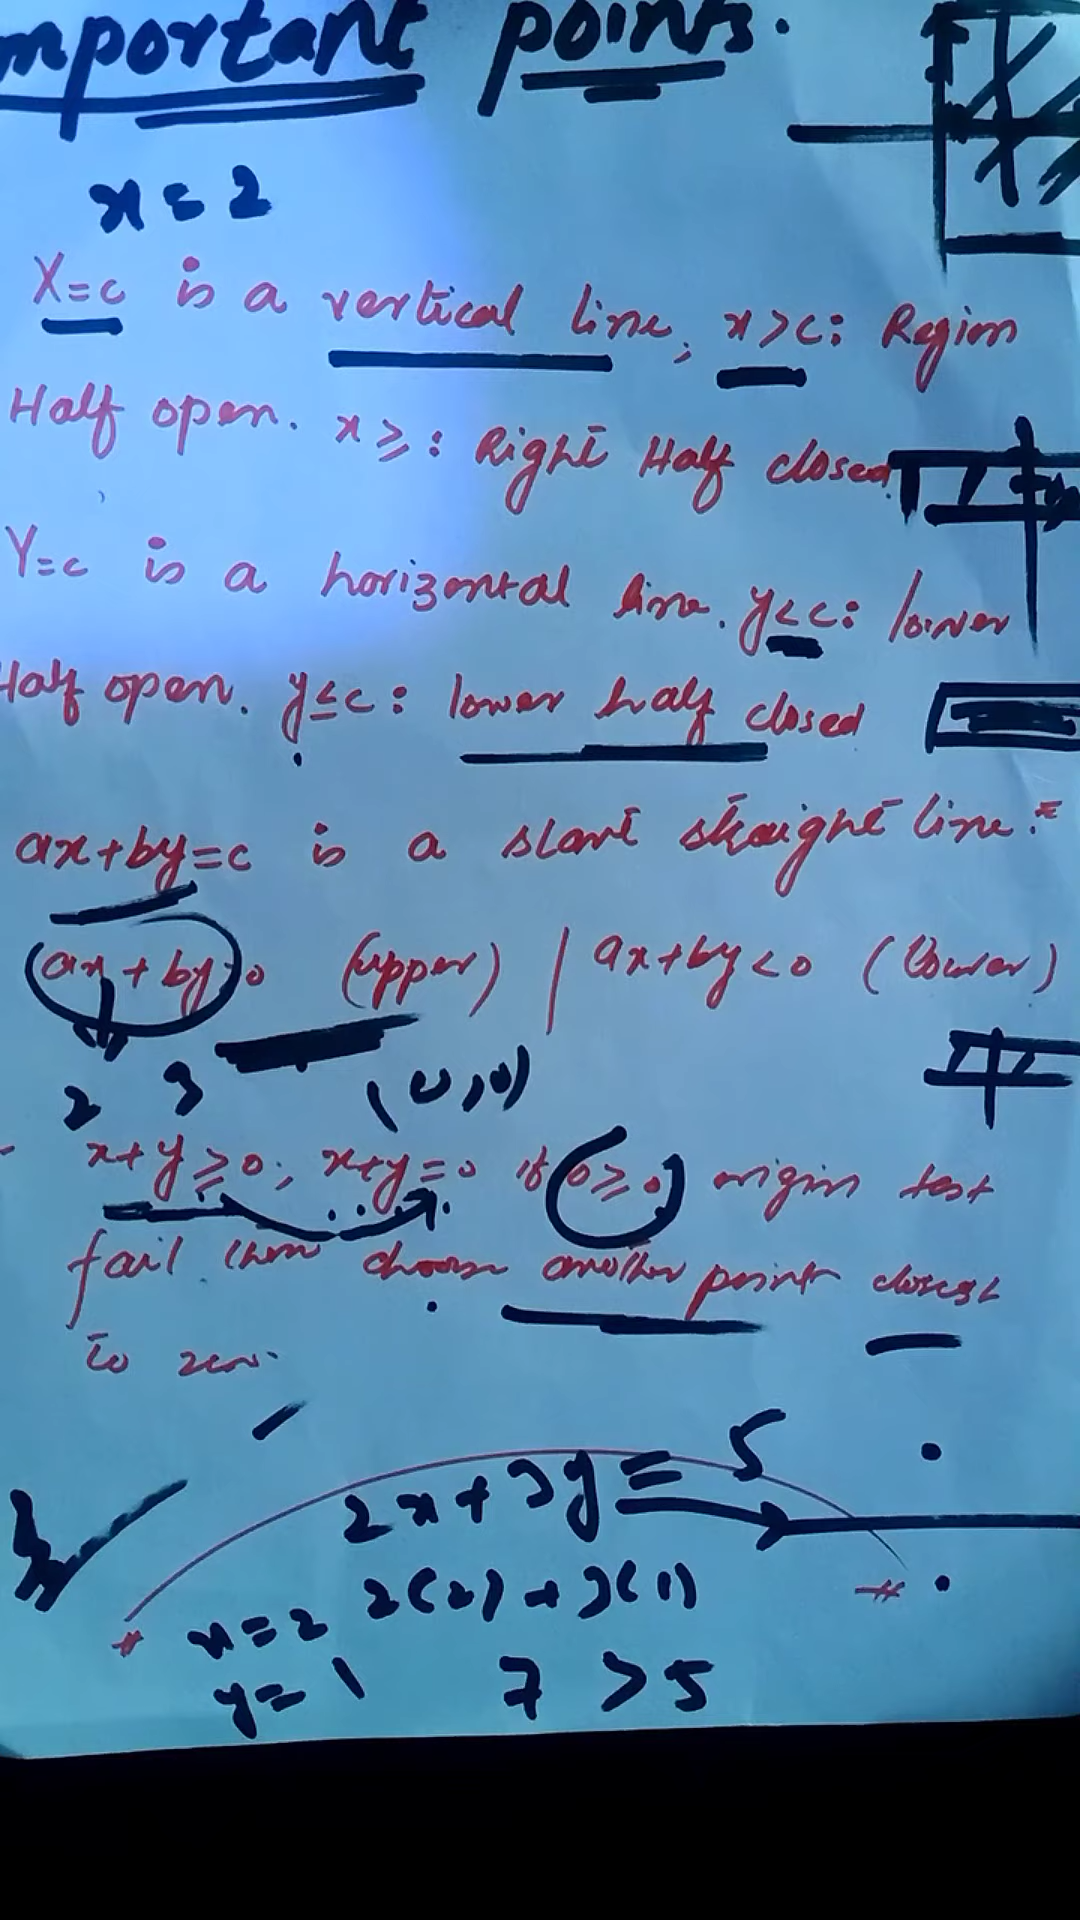 mportant points.
x = 2
X=c is a vertical line, x>c: Region
Half open. x≥: Right Half closed
Y=c is a horizontal line. y<c: lower
Half open. y≤c: lower half closed
ax+by=c is a slant straight line.
ax+by>0 (upper) | ax+by<0 (lower)
2 3 (0,0)
x+y≥0; x+y=0 if 0≥0 origin test
fail then choose another point closest
to zero.
2x+3y=5
x=2 2(2)+3(1)
y=1 7 >5